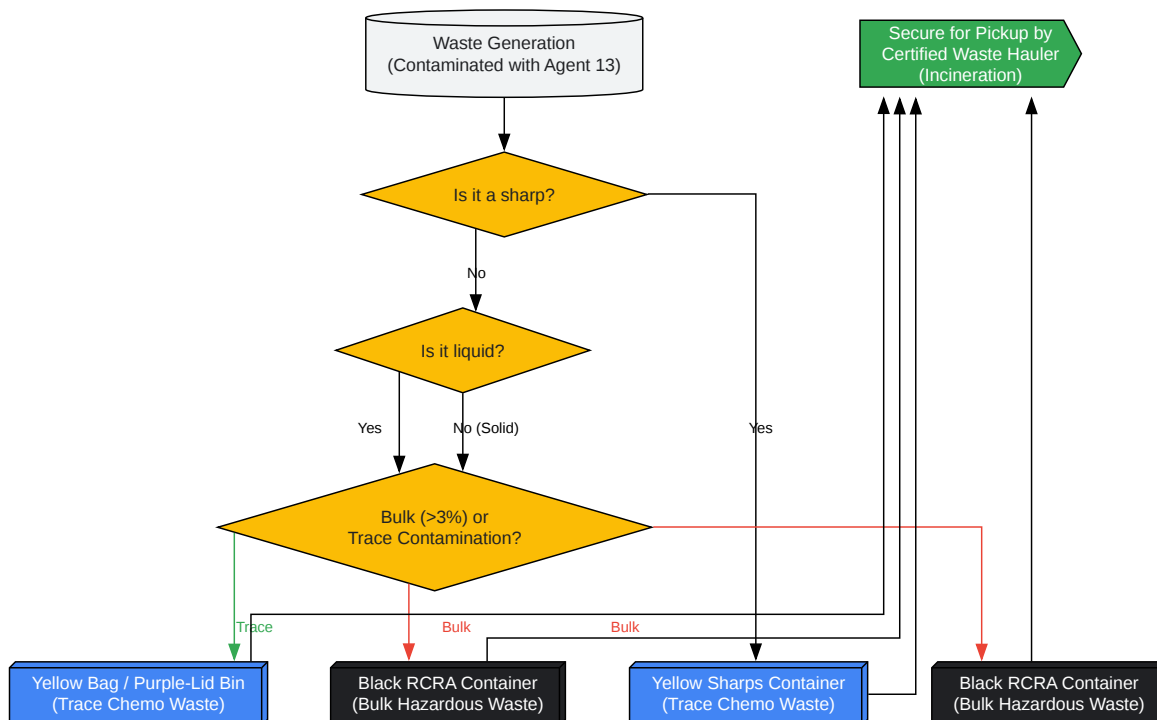 Waste Generation
(Contaminated with Agent 13)
Secure for Pickup by
Certified Waste Hauler
(Incineration)
Is it a sharp?
No
Is it liquid?
Yes
No (Solid)
Yes
Bulk (>3%) or
Trace Contamination?
Trace
Bulk
Bulk
Yellow Bag / Purple-Lid Bin
(Trace Chemo Waste)
Black RCRA Container
(Bulk Hazardous Waste)
Yellow Sharps Container
(Trace Chemo Waste)
Black RCRA Container
(Bulk Hazardous Waste)